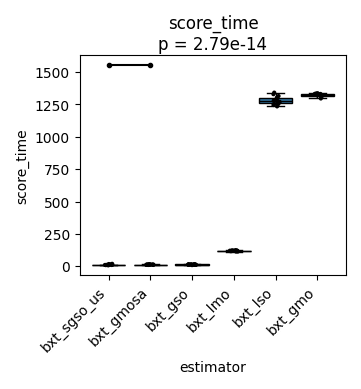 score_time
p = 2.79e-14
score_time
1500
1250
1000
750
500
250
0
bxt_sgso_us
bxt_gmosa
bxt_gso
bxt_lmo
bxt_lso
bxt_gmo
estimator